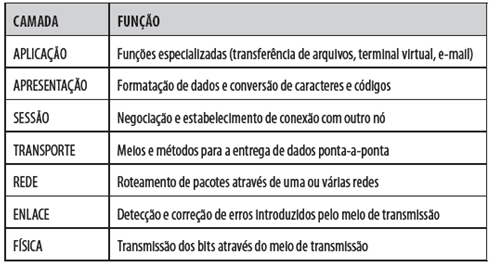 CAMADA FUNÇÃO
APLICAÇÃO Funções especializadas (transferência de arquivos, terminal virtual, e-mail)
APRESENTAÇÃO Formatação de dados e conversão de caracteres e códigos
SESSÃO Negociação e estabelecimento de conexão com outro nó
TRANSPORTE Meios e métodos para a entrega de dados ponta-a-ponta
REDE Roteamento de pacotes através de uma ou várias redes
ENLACE Detecção e correção de erros introduzidos pelo meio de transmissão
FÍSICA Transmissão dos bits através do meio de transmissão